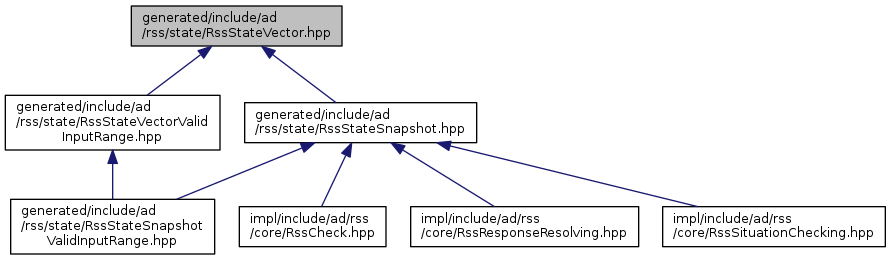 generated/include/ad
/rss/state/RssStateVector.hpp
generated/include/ad
/rss/state/RssStateVectorValid
InputRange.hpp
generated/include/ad
/rss/state/RssStateSnapshot.hpp
generated/include/ad
/rss/state/RssStateSnapshot
ValidInputRange.hpp
impl/include/ad/rss
/core/RssCheck.hpp
impl/include/ad/rss
/core/RssResponseResolving.hpp
impl/include/ad/rss
/core/RssSituationChecking.hpp